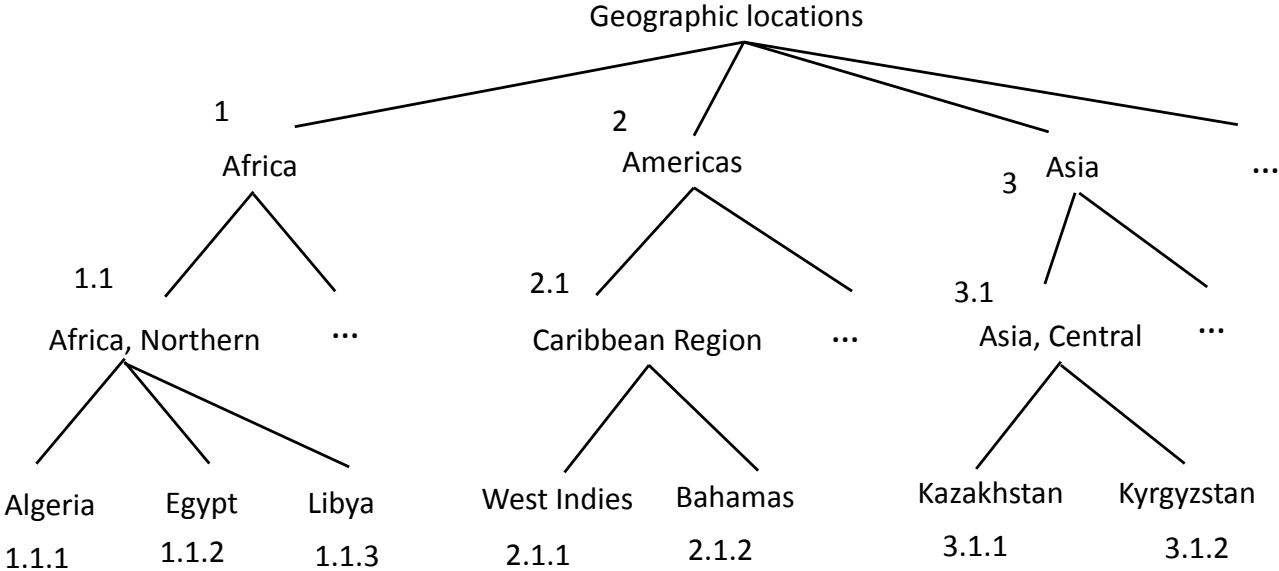 Geographic locations
1
2
Africa
Americas
3
Asia
...
1.1
2.1
3.1
Africa, Northern
...
Caribbean Region
...
Asia, Central
...
Algeria
Egypt
Libya
West Indies
Bahamas
Kazakhstan
Kyrgyzstan
1.1.1
1.1.2
1.1.3
2.1.1
2.1.2
3.1.1
3.1.2